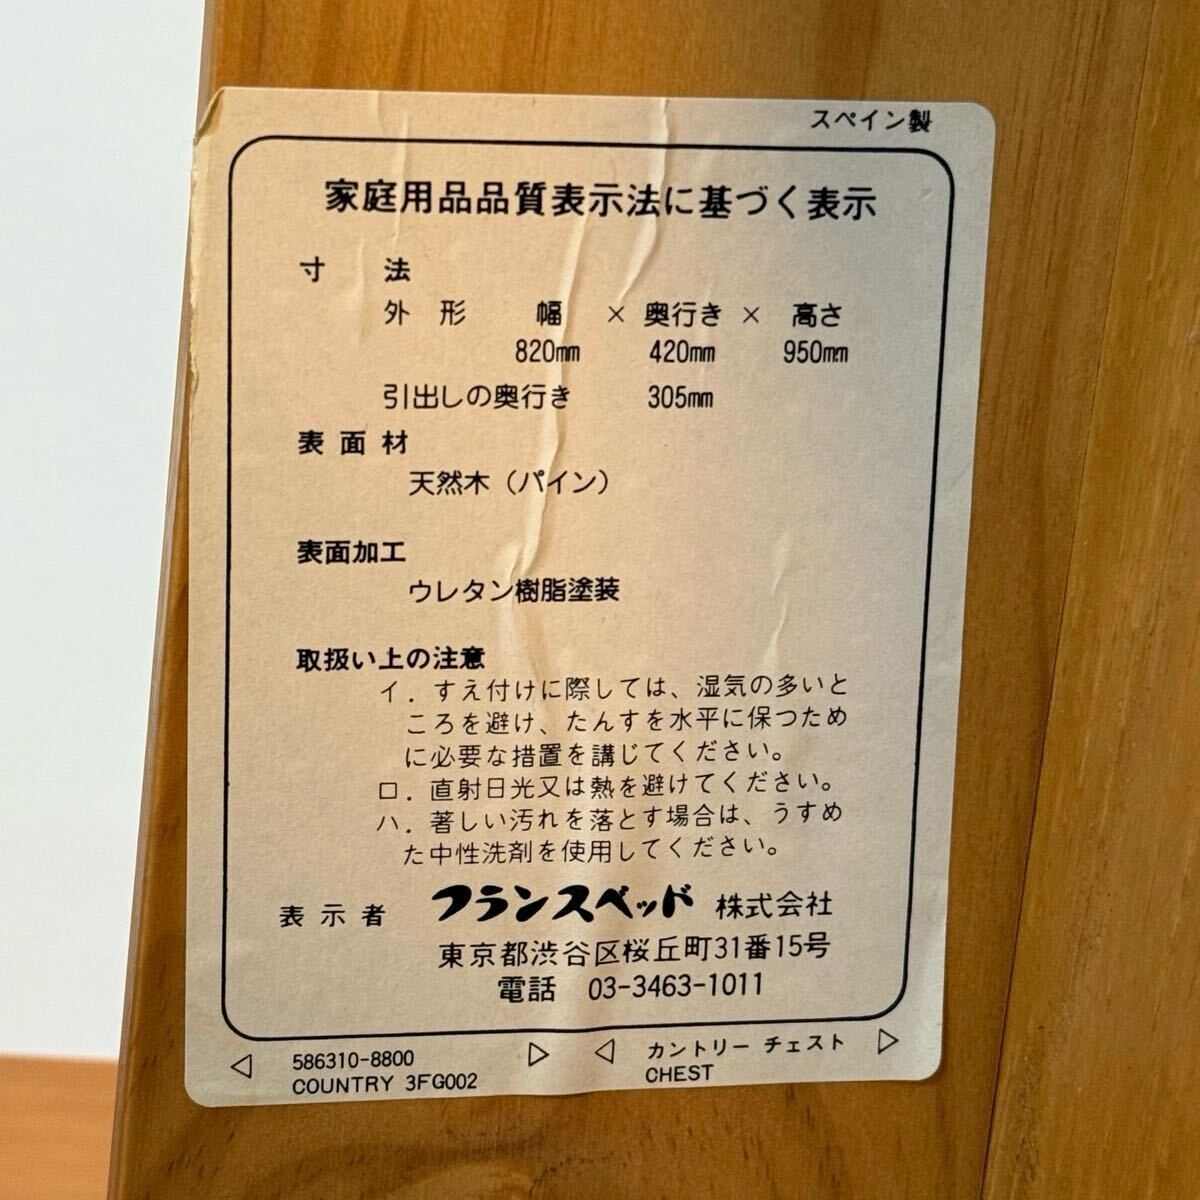 スペイン製
家庭用品品質表示法に基づく表示
寸 法
外 形 幅 × 奥行き × 高さ
820mm 420mm 950mm
引出しの奥行き 305mm
表 面 材
天然木（パイン）
表面加工
ウレタン樹脂塗装
取扱い上の注意
イ．すえ付けに際しては、湿気の多いと
ころを避け、たんすを水平に保つため
に必要な措置を講じてください。
ロ．直射日光又は熱を避けてください。
ハ．著しい汚れを落とす場合は、うすめ
た中性洗剤を使用してください。
表 示 者 フランスベッド 株式会社
東京都渋谷区桜丘町31番15号
電話 03-3463-1011
◁ 586310-8800 ▷ ◁ カントリー チェスト ▷
COUNTRY 3FG002 CHEST